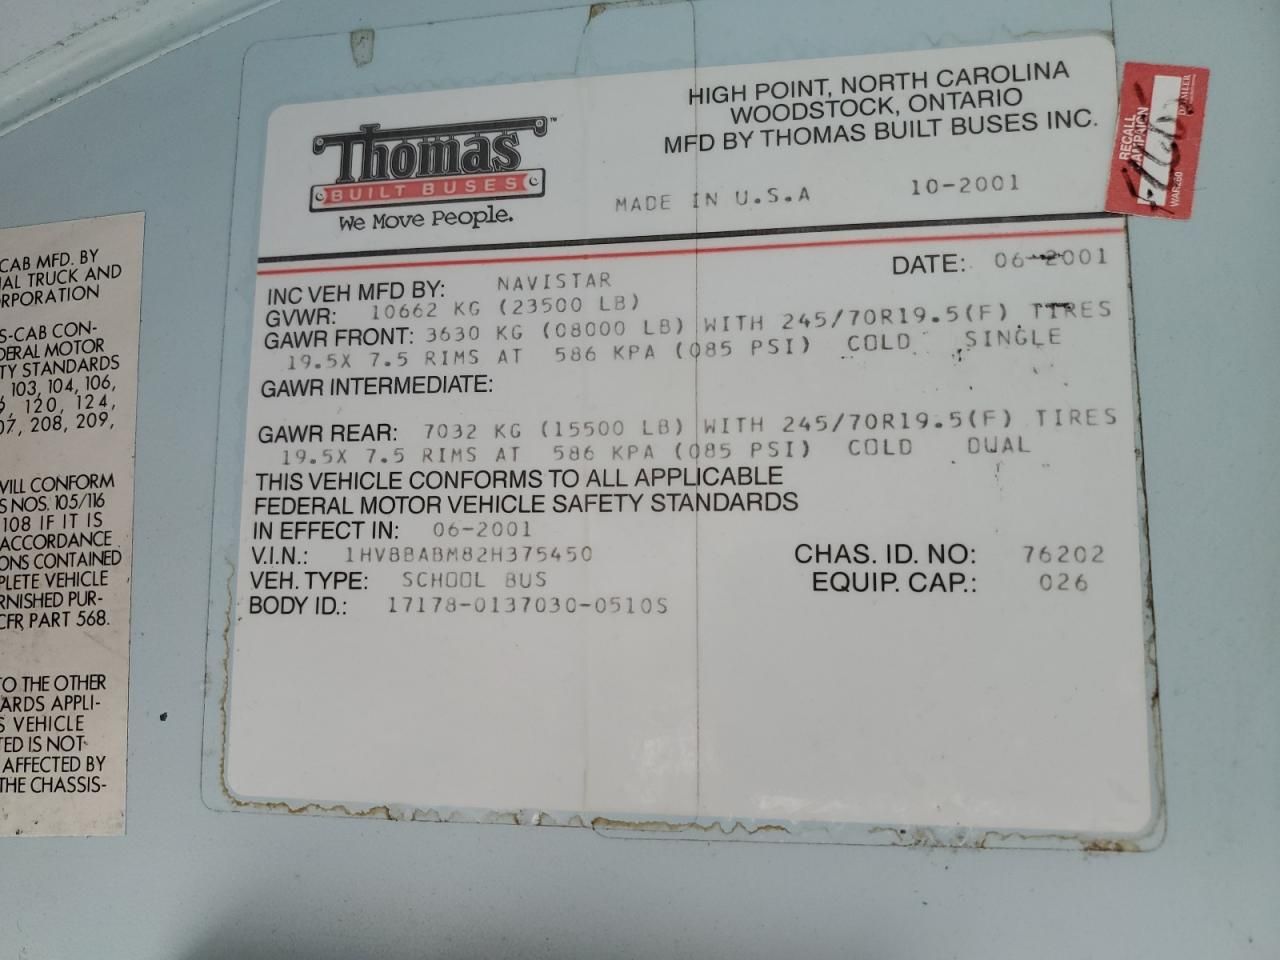 Thomas™
BUILT BUSES
We Move People.
HIGH POINT, NORTH CAROLINA
WOODSTOCK, ONTARIO
MFD BY THOMAS BUILT BUSES INC.
MADE IN U.S.A 10-2001
RECALL
CAMPAIGN
INC VEH MFD BY: NAVISTAR DATE: 06-2001
GVWR: 10662 KG (23500 LB)
GAWR FRONT: 3630 KG (08000 LB) WITH 245/70R19.5(F) TIRES
19.5X 7.5 RIMS AT 586 KPA (085 PSI) COLD SINGLE
GAWR INTERMEDIATE:
GAWR REAR: 7032 KG (15500 LB) WITH 245/70R19.5(F) TIRES
19.5X 7.5 RIMS AT 586 KPA (085 PSI) COLD DUAL
THIS VEHICLE CONFORMS TO ALL APPLICABLE
FEDERAL MOTOR VEHICLE SAFETY STANDARDS
IN EFFECT IN: 06-2001
V.I.N.: 1HVBBABM82H375450 CHAS. ID. NO: 76202
VEH. TYPE: SCHOOL BUS EQUIP. CAP.: 026
BODY ID.: 17178-0137030-0510S
CAB MFD. BY
IAL TRUCK AND
RPORATION
S-CAB CON-
DERAL MOTOR
TY STANDARDS
103, 104, 106,
120, 124,
07, 208, 209,
WILL CONFORM
S NOS. 105/116
108 IF IT IS
ACCORDANCE
ONS CONTAINED
PLETE VEHICLE
RNISHED PUR-
CFR PART 568.
O THE OTHER
ARDS APPLI-
S VEHICLE
TED IS NOT
AFFECTED BY
THE CHASSIS-